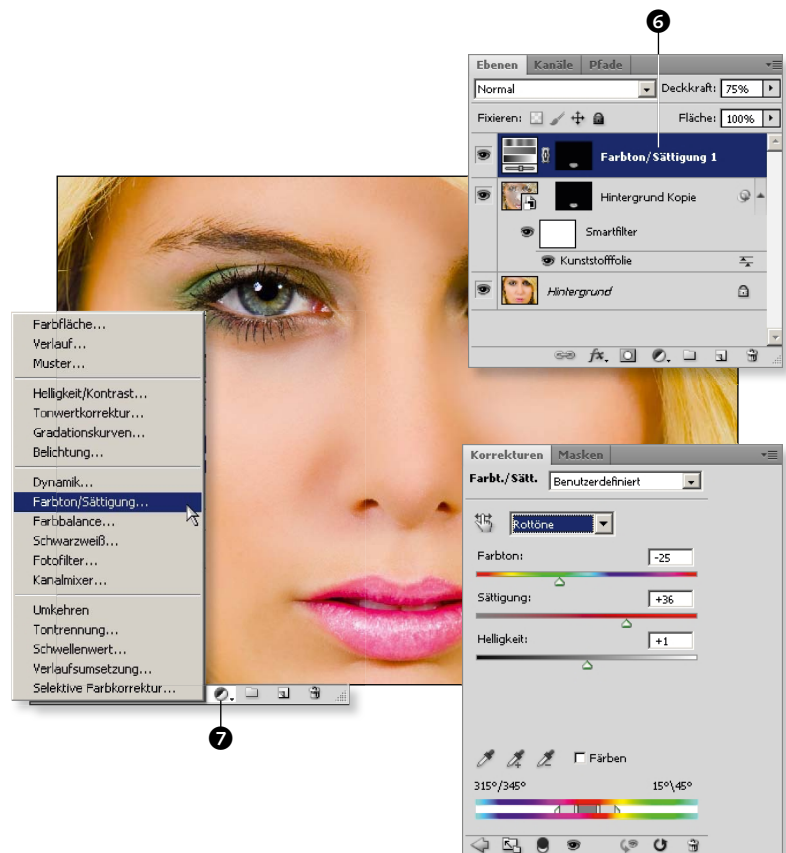 6
Ebenen Kanäle Pfade
Normal Deckkraft: 75%
Fixieren: Fläche: 100%
Farbton/Sättigung 1
Hintergrund Kopie
Smartfilter
Kunststofffolie
Hintergrund
fx.
Farbfläche...
Verlauf...
Muster...
Helligkeit/Kontrast...
Tonwertkorrektur...
Gradationskurven...
Belichtung...
Dynamik...
Farbton/Sättigung...
Farbbalance...
Schwarzweiß...
Fotofilter...
Kanalmixer...
Umkehren
Tontrennung...
Schwellenwert...
Verlaufsumsetzung...
Selektive Farbkorrektur...
7
Korrekturen Masken
Farbt./Sätt. Benutzerdefiniert
Rottöne
Farbton: -25
Sättigung: +36
Helligkeit: +1
Färben
315°/345° 15°\45°